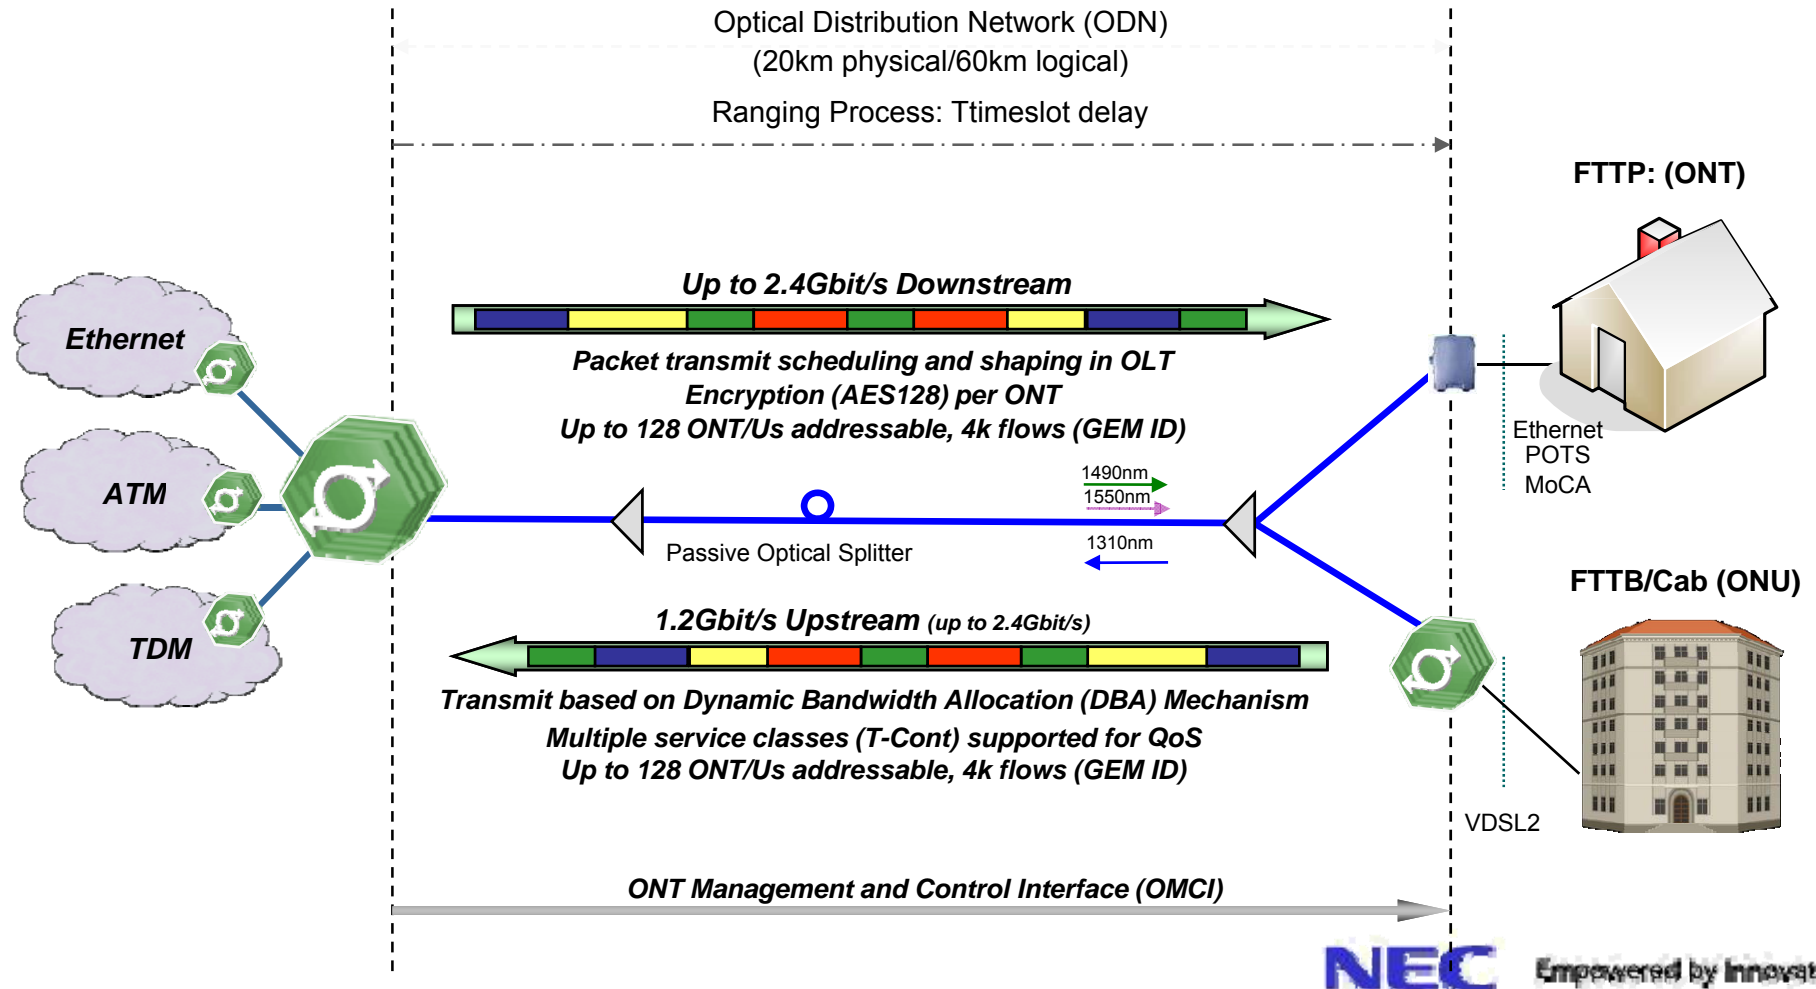 Optical Distribution Network (ODN)
(20km physical/60km logical)
Ranging Process: Ttimeslot delay
FTTP: (ONT)
Up to 2.4Gbit/s Downstream
Ethernet
Packet transmit scheduling and shaping in OLT
Encryption (AES128) per ONT
Up to 128 ONT/Us addressable, 4k flows (GEM ID)
Ethernet
POTS
MoCA
ATM
1490nm
1550nm
Passive Optical Splitter
1310nm
FTTB/Cab (ONU)
1.2Gbit/s Upstream (up to 2.4Gbit/s)
TDM
Transmit based on Dynamic Bandwidth Allocation (DBA) Mechanism
Multiple service classes (T-Cont) supported for QoS
Up to 128 ONT/Us addressable, 4k flows (GEM ID)
VDSL2
ONT Management and Control Interface (OMCI)
NEC Empowered by Innovat